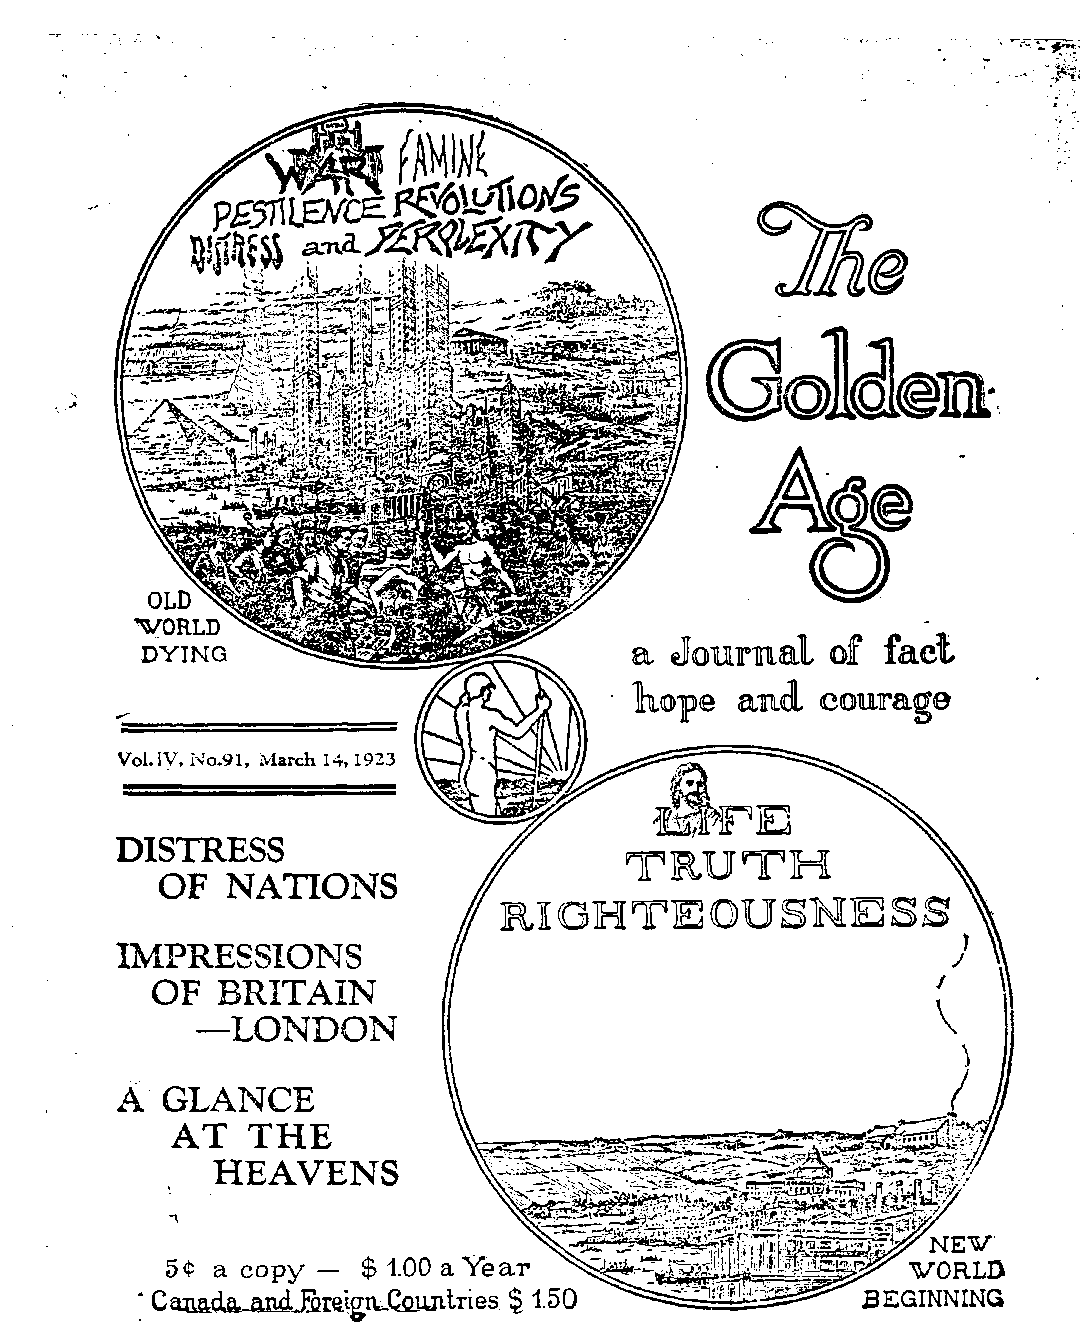 WAR FAMINE
PESTILENCE REVOLUTIONS
DISTRESS and PERPLEXITY
The
Golden
Age
OLD
WORLD
DYING
a Journal of fact
hope and courage
Vol. IV, No. 91, March 14, 1923
DISTRESS
OF NATIONS
IMPRESSIONS
OF BRITAIN
—LONDON
A GLANCE
AT THE
HEAVENS
LIFE
TRUTH
RIGHTEOUSNESS
5¢ a copy — $ 1.00 a Year
Canada and Foreign Countries $ 1.50
NEW
WORLD
BEGINNING